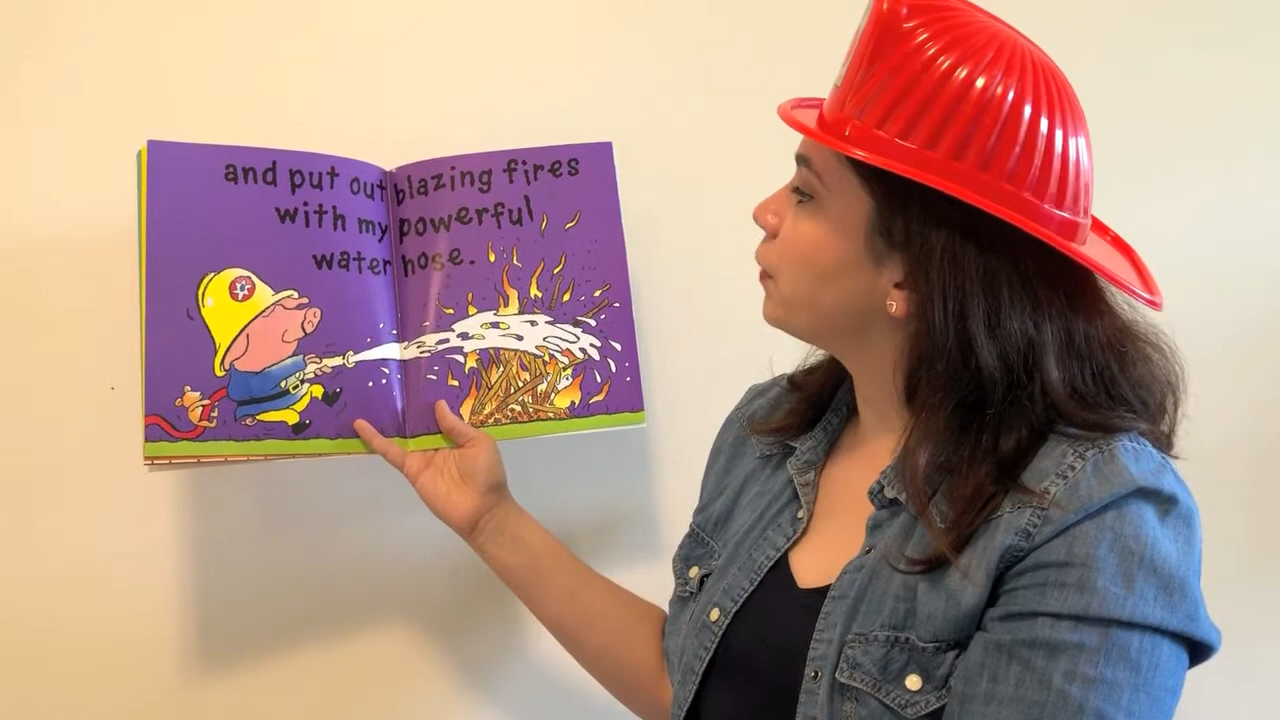 and put out blazing fires
with my powerful
water hose.